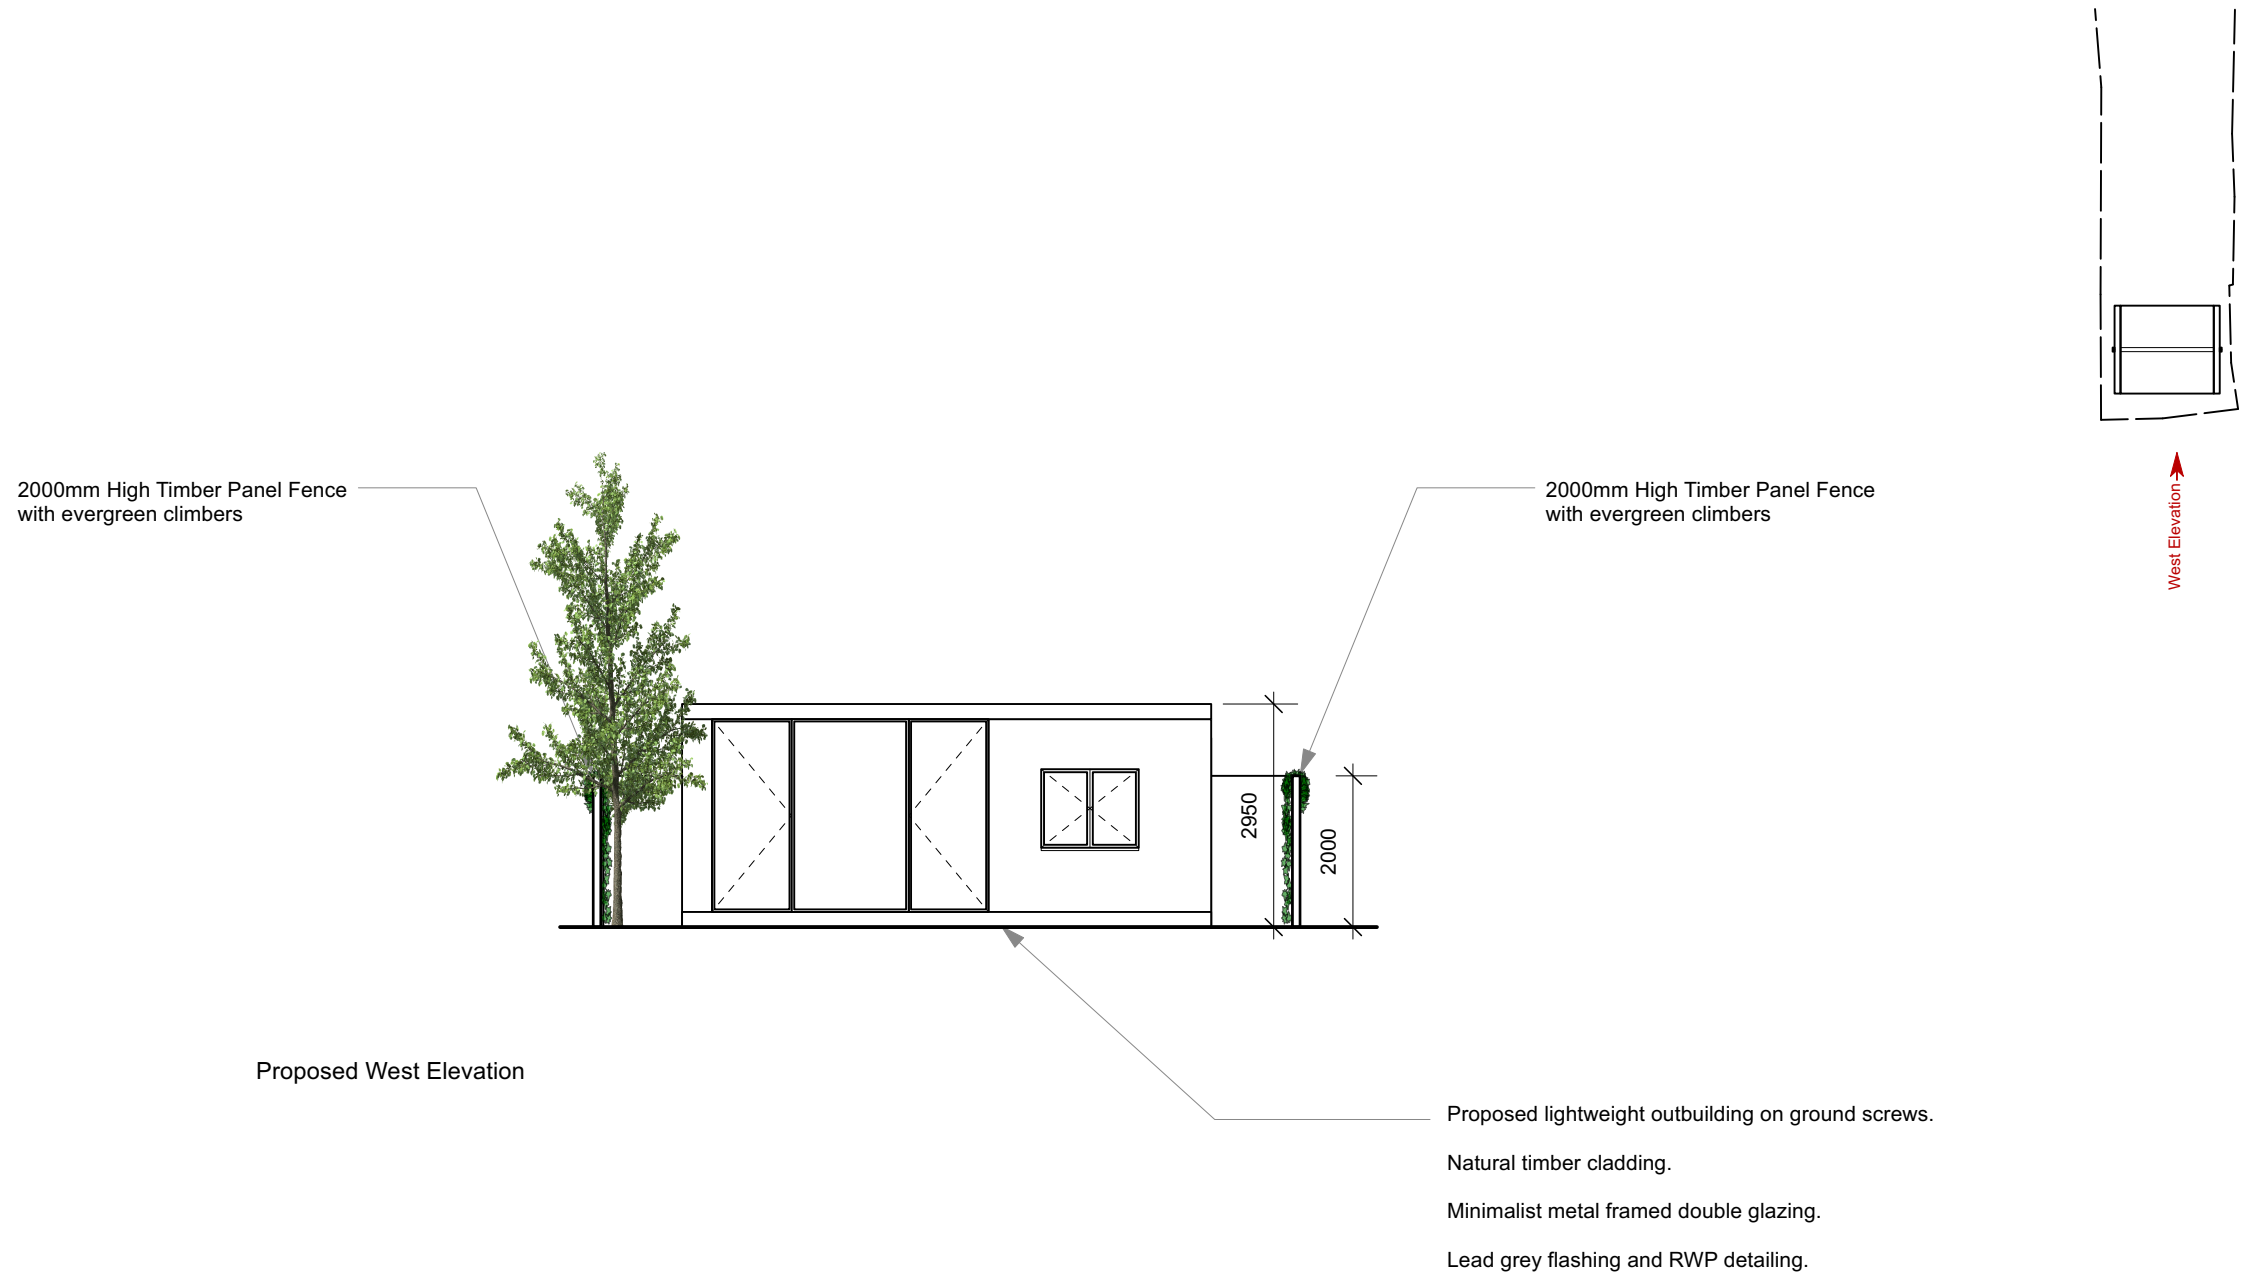 2000mm High Timber Panel Fence
with evergreen climbers
2000mm High Timber Panel Fence
with evergreen climbers
West Elevation
2950
2000
Proposed West Elevation
Proposed lightweight outbuilding on ground screws.
Natural timber cladding.
Minimalist metal framed double glazing.
Lead grey flashing and RWP detailing.